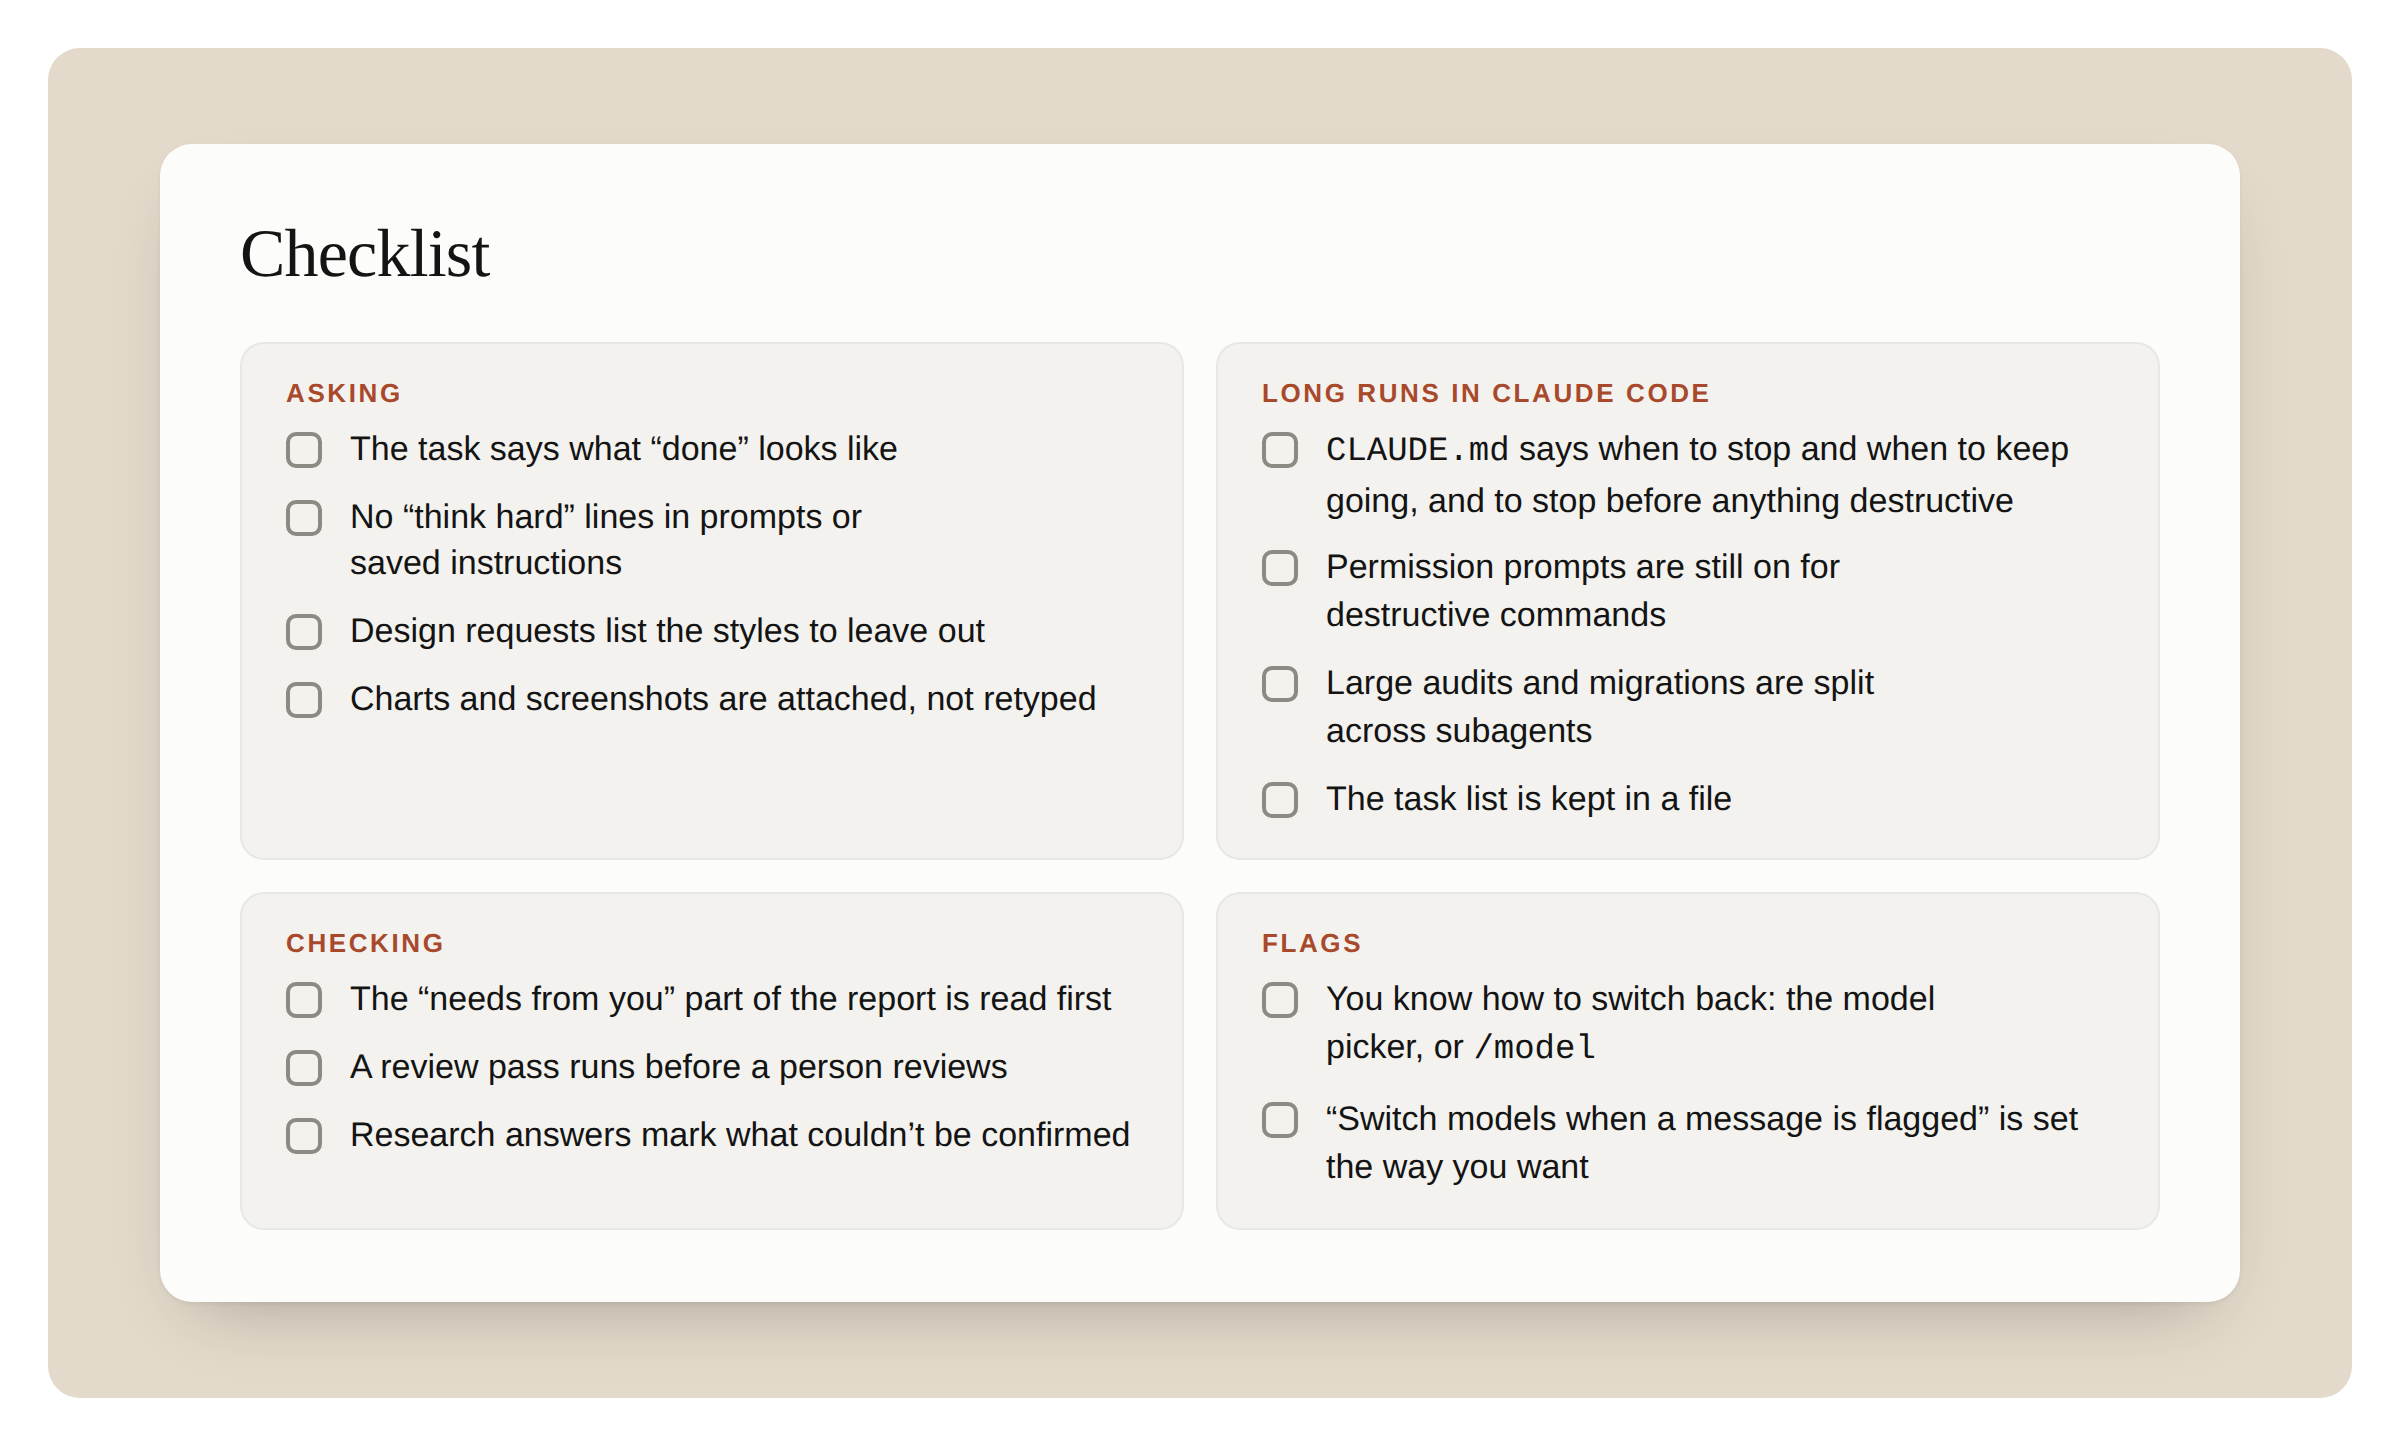 Checklist
ASKING
The task says what “done” looks like
No “think hard” lines in prompts or
saved instructions
Design requests list the styles to leave out
Charts and screenshots are attached, not retyped
LONG RUNS IN CLAUDE CODE
CLAUDE.md says when to stop and when to keep
going, and to stop before anything destructive
Permission prompts are still on for
destructive commands
Large audits and migrations are split
across subagents
The task list is kept in a file
CHECKING
The “needs from you” part of the report is read first
A review pass runs before a person reviews
Research answers mark what couldn’t be confirmed
FLAGS
You know how to switch back: the model
picker, or /model
“Switch models when a message is flagged” is set
the way you want